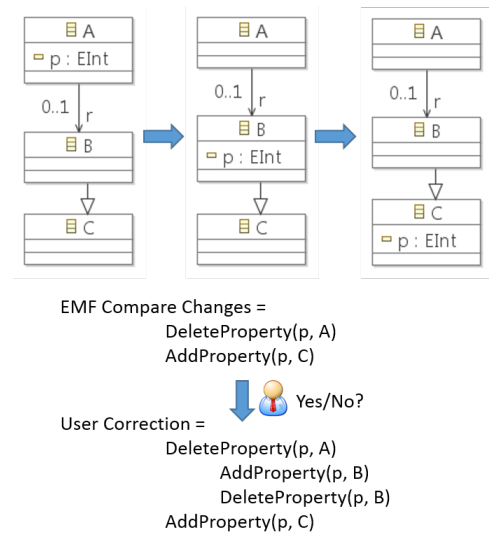 A
p : EInt
0..1
r
B
C
A
0..1
r
B
p : EInt
C
A
0..1
r
B
C
p : EInt
EMF Compare Changes =
DeleteProperty(p, A)
AddProperty(p, C)
Yes/No?
User Correction =
DeleteProperty(p, A)
AddProperty(p, B)
DeleteProperty(p, B)
AddProperty(p, C)